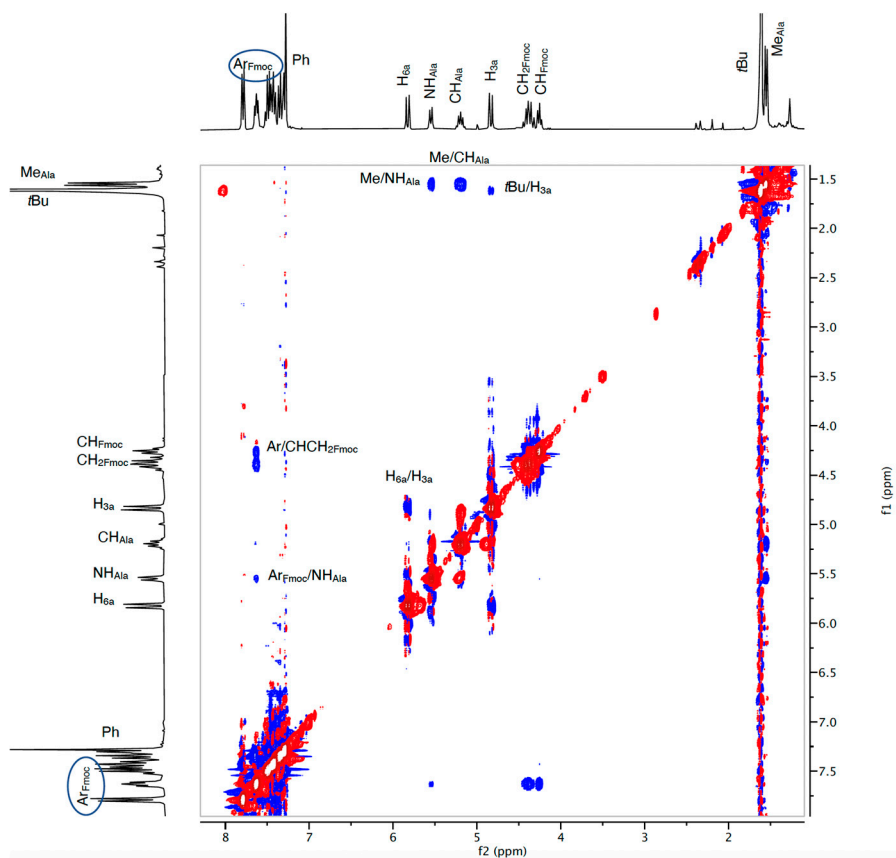 ArFmoc
Ph
H6a
NHAla
CHAla
H3a
CH2Fmoc
CHFmoc
tBu
MeAla
MeAla
tBu
CHFmoc
CH2Fmoc
H3a
CHAla
NHAla
H6a
Ph
ArFmoc
Me/CHAla
Me/NHAla
tBu/H3a
Ar/CHCH2Fmoc
H6a/H3a
ArFmoc/NHAla
1.5
2.0
2.5
3.0
3.5
4.0
4.5
5.0
5.5
6.0
6.5
7.0
7.5
f1 (ppm)
8 7 6 5 4 3 2
f2 (ppm)